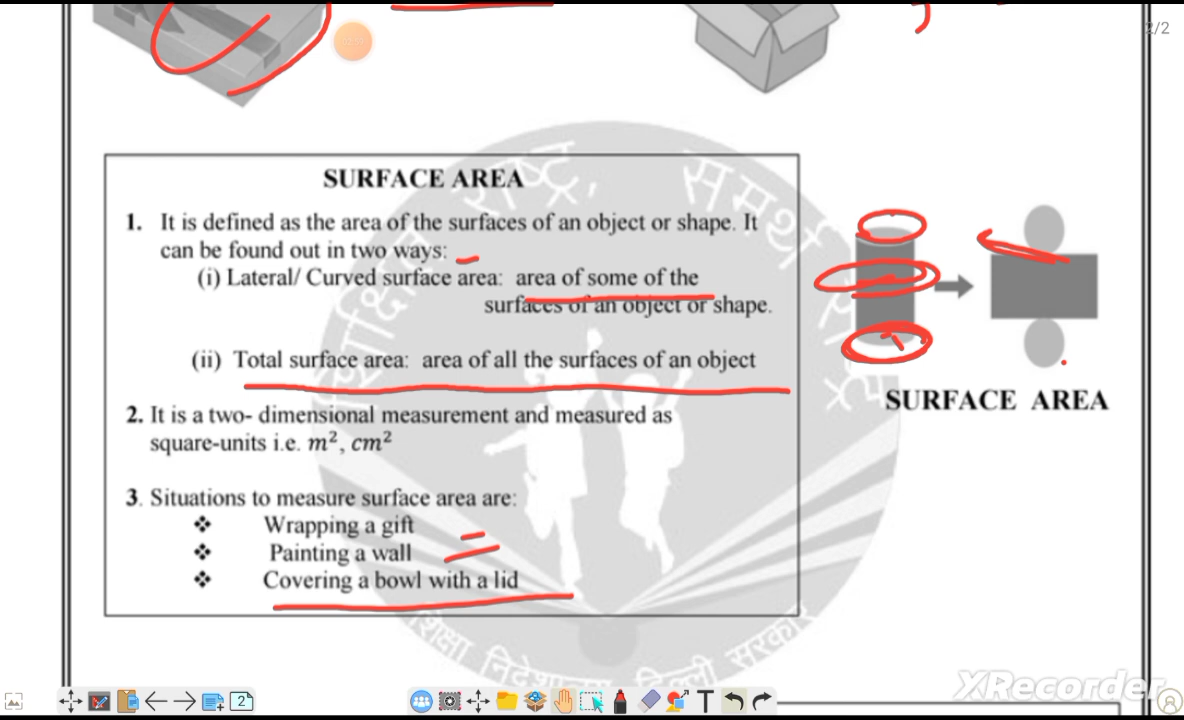 2/2
SURFACE AREA
1. It is defined as the area of the surfaces of an object or shape. It
can be found out in two ways:
(i) Lateral/ Curved surface area: area of some of the
surfaces of an object or shape.
(ii) Total surface area: area of all the surfaces of an object
SURFACE AREA
2. It is a two- dimensional measurement and measured as
square-units i.e. m², cm²
3. Situations to measure surface area are:
❖ Wrapping a gift
❖ Painting a wall
❖ Covering a bowl with a lid
शिक्षा
XRecorder
2
T